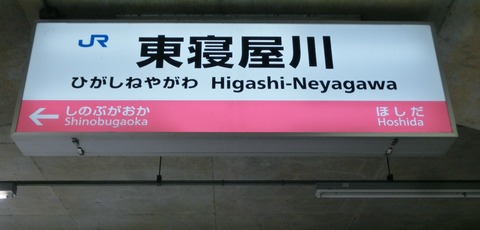 JR 東寝屋川
ひがしねやがわ Higashi-Neyagawa
← しのぶがおか ほしだ
Shinobugaoka Hoshida